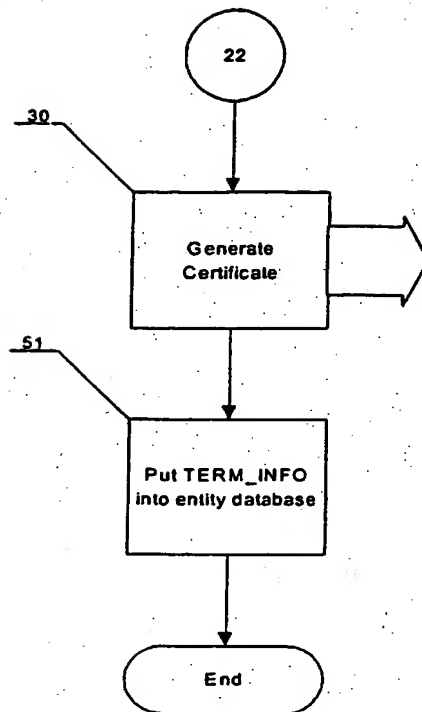 22
30
Generate
Certificate
51
Put TERM_INFO
into entity database
End